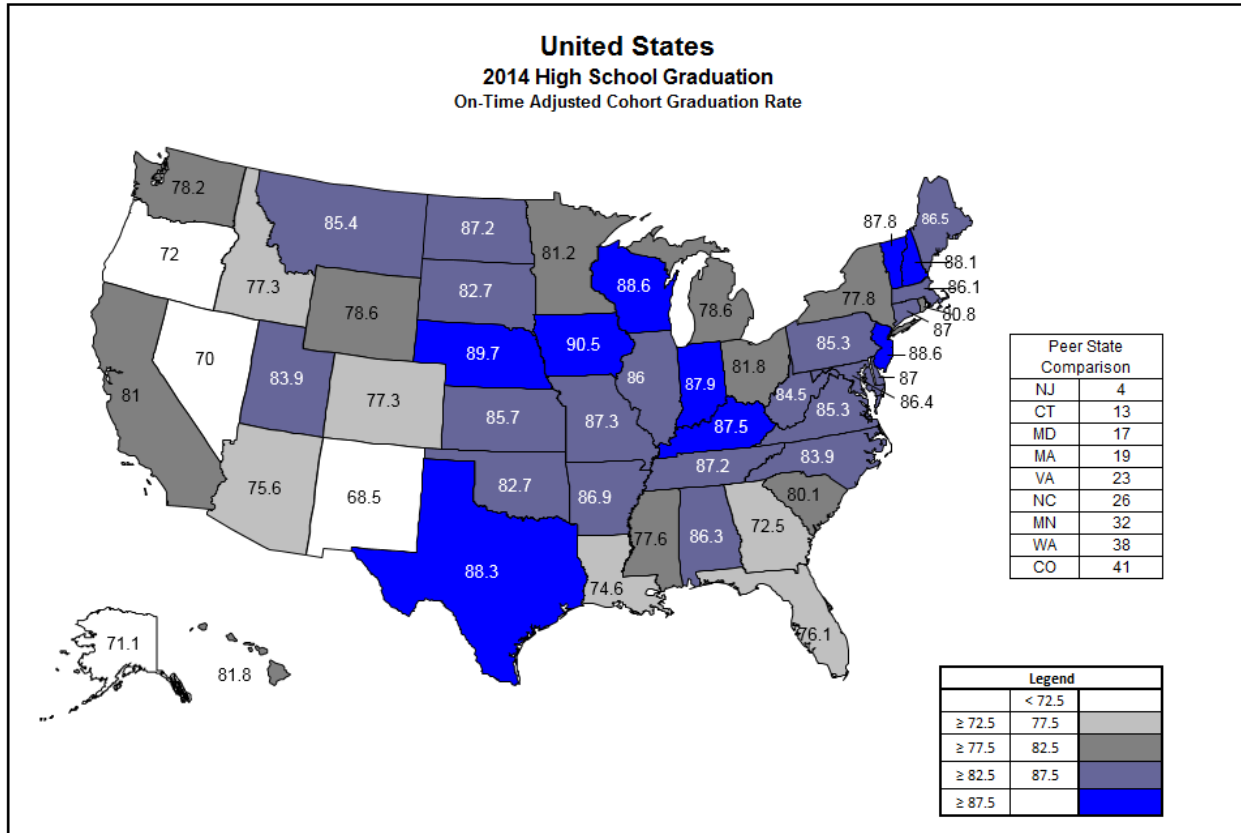 United States
2014 High School Graduation
On-Time Adjusted Cohort Graduation Rate
78.2
85.4
87.2
81.2
87.8
86.5
72
77.3
78.6
82.7
88.6
78.6
77.8
88.1
86.1
80.8
87
81
70
83.9
77.3
89.7
90.5
86
87.9
81.8
85.3
88.6
87
86.4
84.5
85.3
85.7
87.3
87.5
75.6
68.5
82.7
86.9
87.2
83.9
80.1
88.3
74.6
77.6
86.3
72.5
76.1
71.1
81.8
Peer State
Comparison
NJ 4
CT 13
MD 17
MA 19
VA 23
NC 26
MN 32
WA 38
CO 41
Legend
< 72.5
≥ 72.5 77.5
≥ 77.5 82.5
≥ 82.5 87.5
≥ 87.5